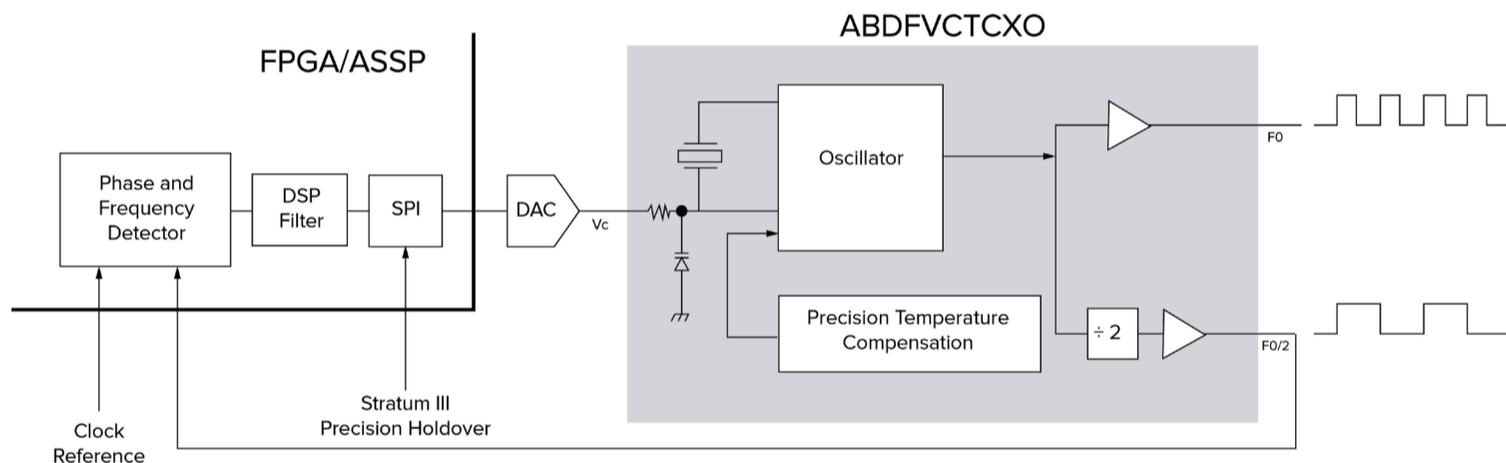 ABDFVCTCXO
FPGA/ASSP
Phase and
Frequency
Detector
DSP
Filter
SPI
DAC
Vc
Oscillator
Precision Temperature
Compensation
÷ 2
F0
F0/2
Stratum III
Precision Holdover
Clock
Reference